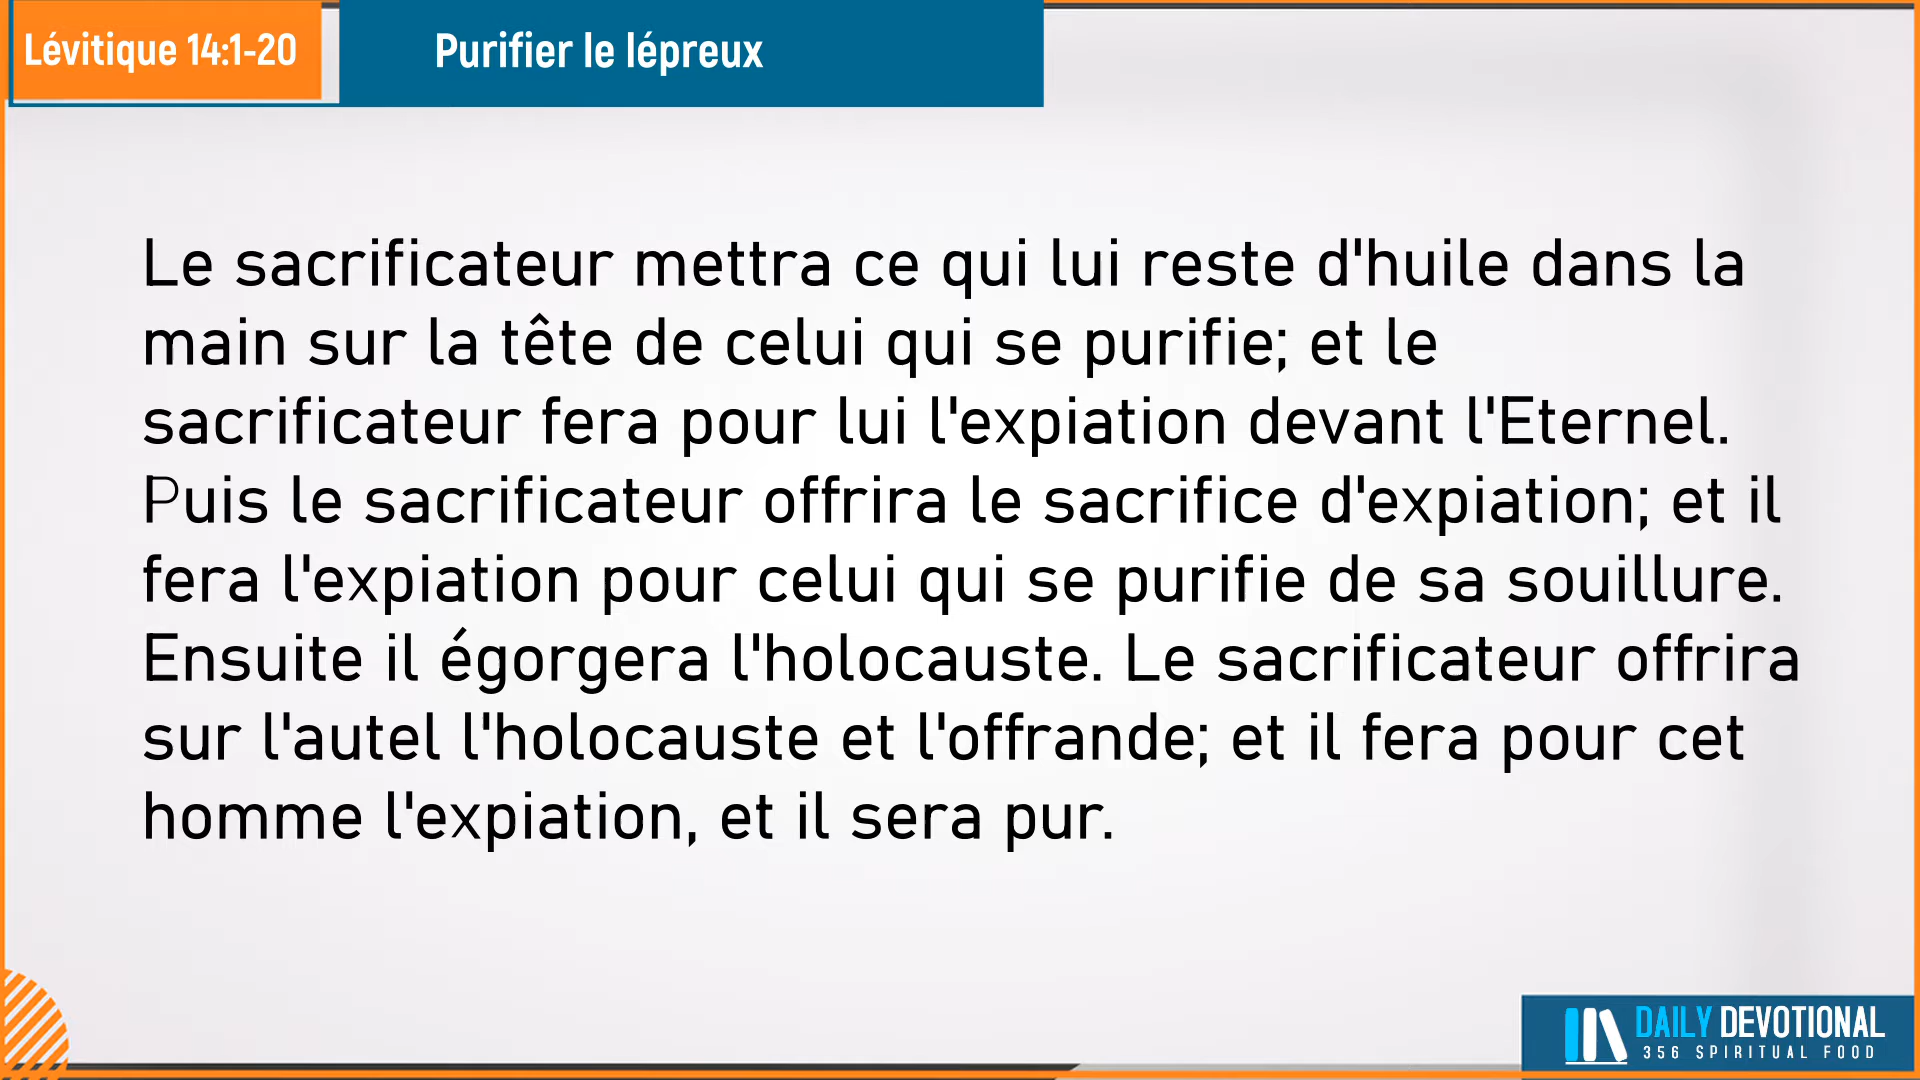 Lévitique 14:1-20
Purifier le lépreux
Le sacrificateur mettra ce qui lui reste d'huile dans la
main sur la tête de celui qui se purifie; et le
sacrificateur fera pour lui l'expiation devant l'Eternel.
Puis le sacrificateur offrira le sacrifice d'expiation; et il
fera l'expiation pour celui qui se purifie de sa souillure.
Ensuite il égorgera l'holocauste. Le sacrificateur offrira
sur l'autel l'holocauste et l'offrande; et il fera pour cet
homme l'expiation, et il sera pur.
DAILY DEVOTIONAL
356 SPIRITUAL FOOD